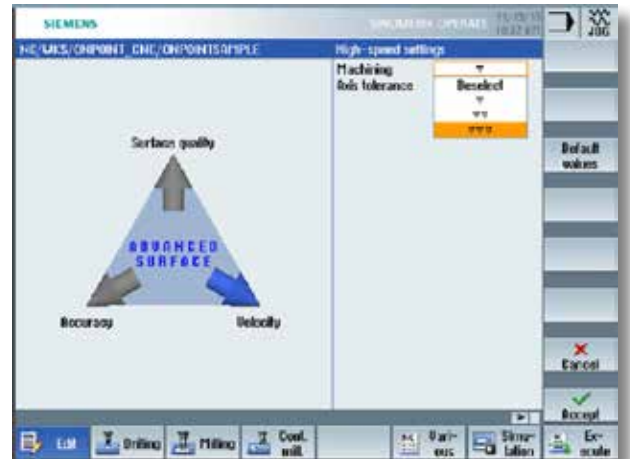 SIEMENS
SINUMERIK OPERATE
JOG
NC/WKS/ONPOINT_CNC/ONPOINTSAMPLE
High-speed settings
Machining
Axis tolerance
Deselect
Surface quality
ADVANCED
SURFACE
Accuracy
Velocity
Default
values
Cancel
Accept
Edit
Drilling
Milling
Cont.
mill.
Vari-
ous
Simu-
lation
Ex-
ecute